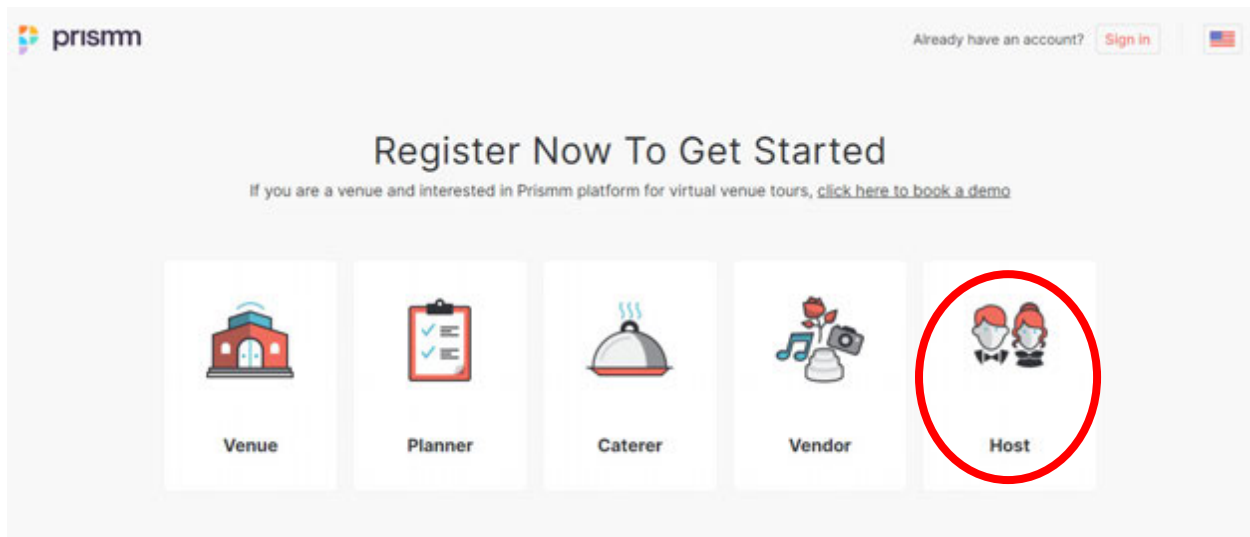 prismm
Already have an account? Sign in
Register Now To Get Started
If you are a venue and interested in Prismm platform for virtual venue tours, click here to book a demo
Venue Planner Caterer Vendor Host